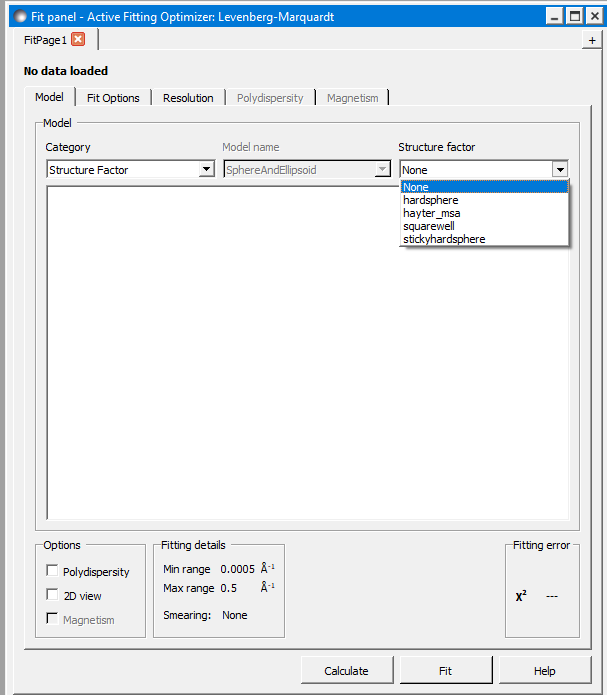 Fit panel - Active Fitting Optimizer: Levenberg-Marquardt
FitPage1
+
No data loaded
Model Fit Options Resolution Polydispersity Magnetism
Model
Category Model name Structure factor
Structure Factor SphereAndEllipsoid None
None
hardsphere
hayter_msa
squarewell
stickyhardsphere
Options Fitting details Fitting error
Polydispersity Min range 0.0005 Å⁻¹
2D view Max range 0.5 Å⁻¹ χ² ---
Magnetism Smearing: None
Calculate Fit Help